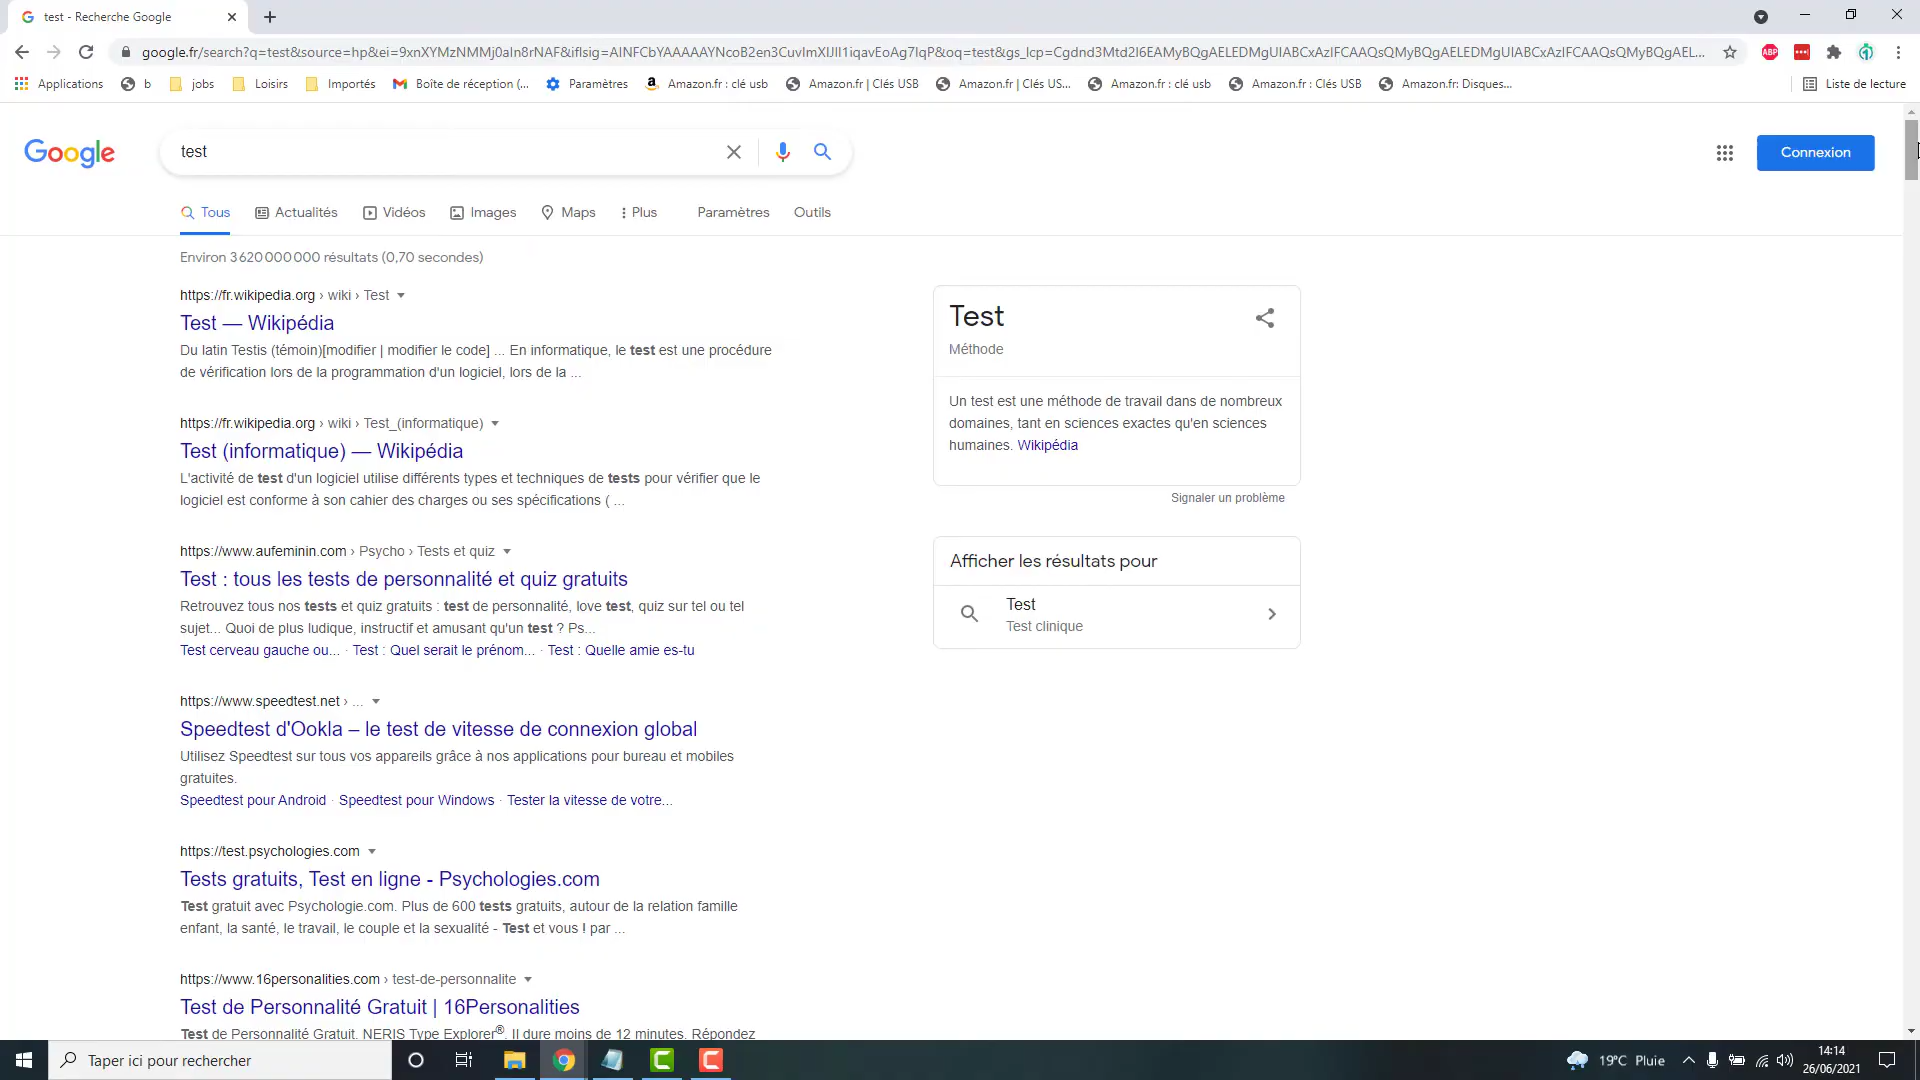 test - Recherche Google
google.fr/search?q=test&source=hp&ei=9xnXYMzNMMj0aIn8rNAF&iflsig=AINFCbYAAAAAYNcoB2en3CuvImXIJIl1iqavEoAg7IqP&oq=test&gs_lcp=Cgdnd3Mtd2l6EAMyBQgAELEDMgUIABCxAzIFCAAQsQMyBQgAELEDMgUIABCxAzIFCAAQsQMyBQgAEL...
ABP
Applications b jobs Loisirs Importés Boîte de réception (... Paramètres Amazon.fr : clé usb Amazon.fr | Clés USB Amazon.fr | Clés US... Amazon.fr : clé usb Amazon.fr : Clés USB Amazon.fr: Disques... Liste de lecture
Google
test
Connexion
Tous Actualités Vidéos Images Maps Plus Paramètres Outils
Environ 3 620 000 000 résultats (0,70 secondes)
https://fr.wikipedia.org › wiki › Test
Test — Wikipédia
Du latin Testis (témoin)[modifier | modifier le code] ... En informatique, le test est une procédure
de vérification lors de la programmation d'un logiciel, lors de la ...
https://fr.wikipedia.org › wiki › Test_(informatique)
Test (informatique) — Wikipédia
L'activité de test d'un logiciel utilise différents types et techniques de tests pour vérifier que le
logiciel est conforme à son cahier des charges ou ses spécifications ( ...
https://www.aufeminin.com › Psycho › Tests et quiz
Test : tous les tests de personnalité et quiz gratuits
Retrouvez tous nos tests et quiz gratuits : test de personnalité, love test, quiz sur tel ou tel
sujet... Quoi de plus ludique, instructif et amusant qu'un test ? Ps...
Test cerveau gauche ou... · Test : Quel serait le prénom... · Test : Quelle amie es-tu
https://www.speedtest.net › ...
Speedtest d'Ookla – le test de vitesse de connexion global
Utilisez Speedtest sur tous vos appareils grâce à nos applications pour bureau et mobiles
gratuites.
Speedtest pour Android · Speedtest pour Windows · Tester la vitesse de votre...
https://test.psychologies.com
Tests gratuits, Test en ligne - Psychologies.com
Test gratuit avec Psychologie.com. Plus de 600 tests gratuits, autour de la relation famille
enfant, la santé, le travail, le couple et la sexualité - Test et vous ! par ...
https://www.16personalities.com › test-de-personnalite
Test de Personnalité Gratuit | 16Personalities
Test de Personnalité Gratuit. NERIS Type Explorer®. Il dure moins de 12 minutes. Répondez
Test
Méthode
Un test est une méthode de travail dans de nombreux
domaines, tant en sciences exactes qu'en sciences
humaines. Wikipédia
Signaler un problème
Afficher les résultats pour
Test
Test clinique
Taper ici pour rechercher
19°C Pluie
14:14
26/06/2021